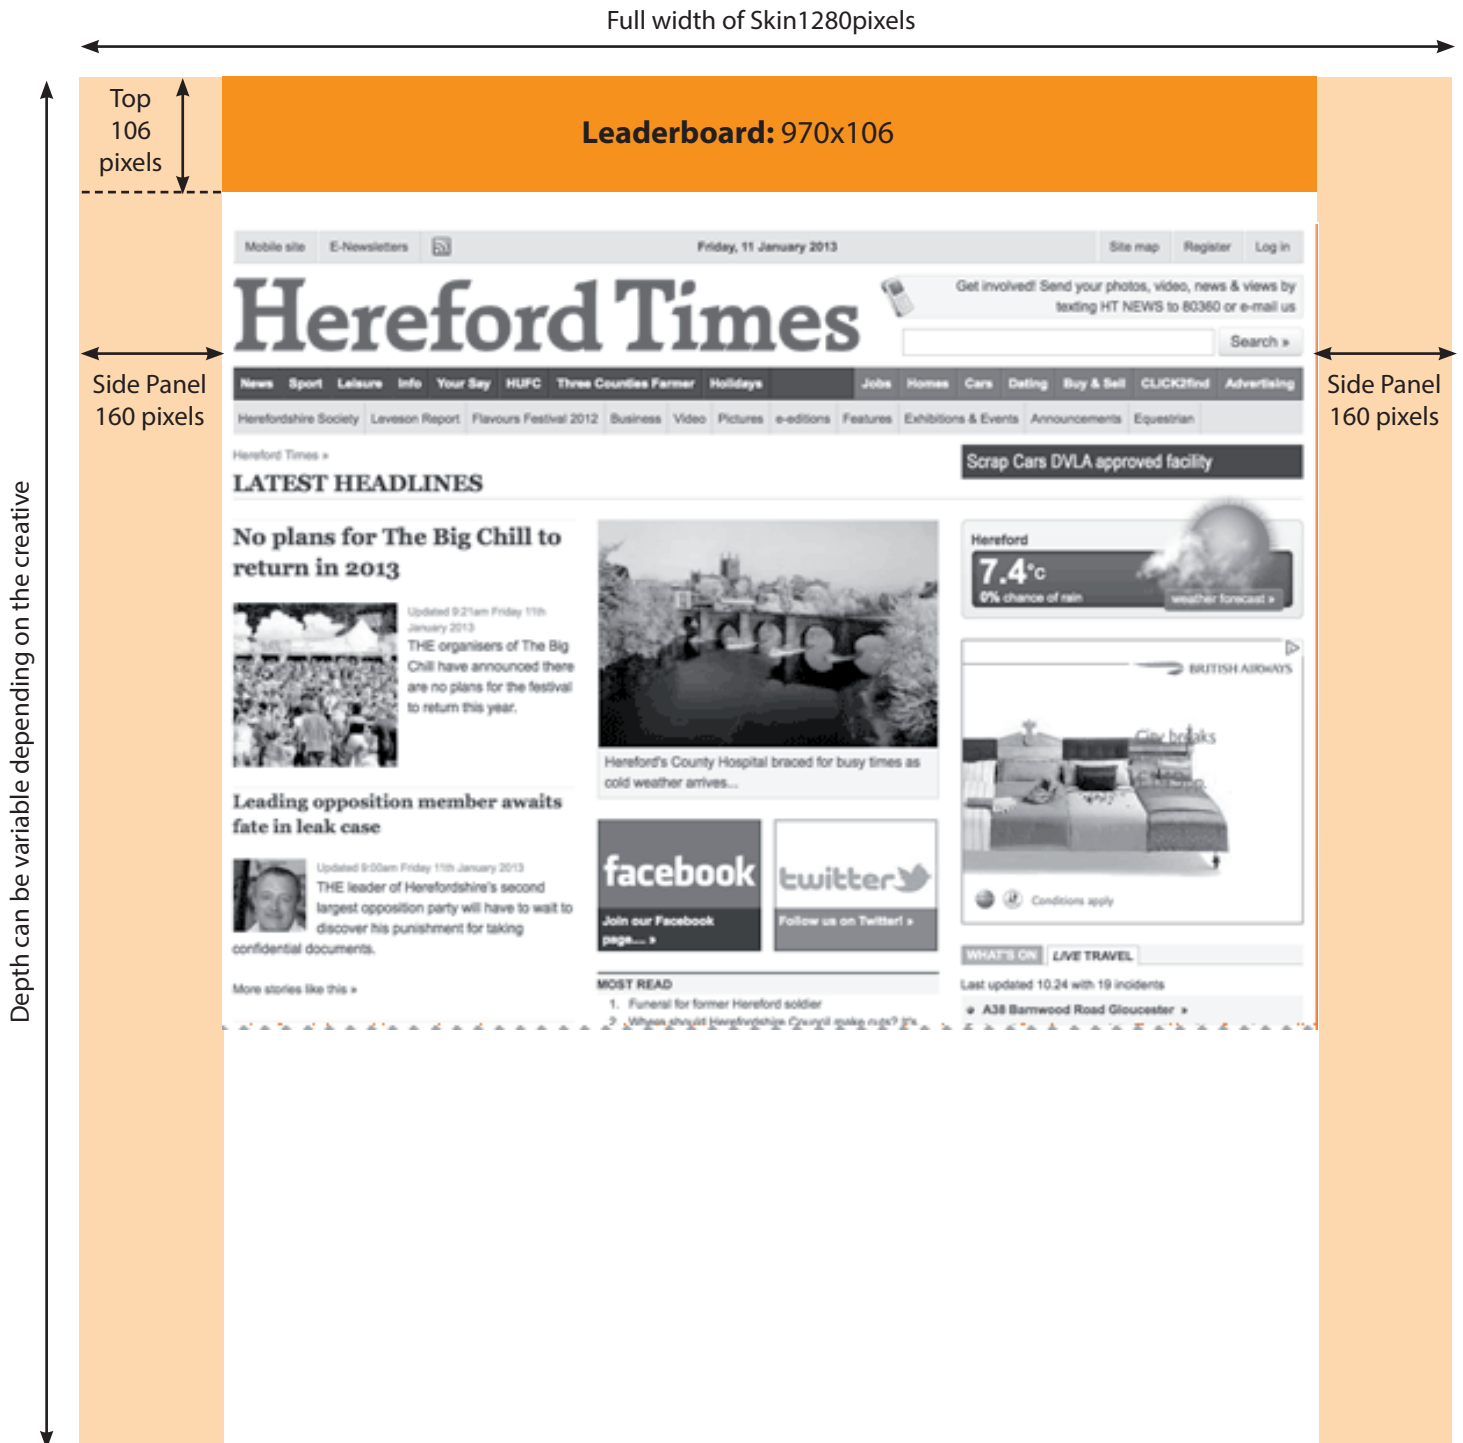 Full width of Skin1280pixels
Top
106
pixels
Leaderboard: 970x106
Depth can be variable depending on the creative
Side Panel
160 pixels
Side Panel
160 pixels
Mobile site E-Newsletters Friday, 11 January 2013 Site map Register Log in
Hereford Times
Get involved! Send your photos, video, news & views by
texting HT NEWS to 80360 or e-mail us
Search »
News Sport Leisure Info Your Say HUFC Three Counties Farmer Holidays Jobs Homes Cars Dating Buy & Sell CLICK2find Advertising
Herefordshire Society Leveson Report Flavours Festival 2012 Business Video Pictures e-editions Features Exhibitions & Events Announcements Equestrian
Hereford Times »
LATEST HEADLINES
Scrap Cars DVLA approved facility
No plans for The Big Chill to
return in 2013
Updated 9:21am Friday 11th
January 2013
THE organisers of The Big
Chill have announced there
are no plans for the festival
to return this year.
Leading opposition member awaits
fate in leak case
Updated 9:00am Friday 11th January 2013
THE leader of Herefordshire's second
largest opposition party will have to wait to
discover his punishment for taking
confidential documents.
More stories like this »
Hereford's County Hospital braced for busy times as
cold weather arrives...
facebook
Join our Facebook
page.... »
twitter
Follow us on Twitter! »
MOST READ
1. Funeral for former Hereford soldier
2. Where should Herefordshire Council make cuts? It's
Hereford
7.4°c
0% chance of rain
weather forecast »
BRITISH AIRWAYS
City breaks
Conditions apply
WHAT'S ON LIVE TRAVEL
Last updated 10.24 with 19 incidents
A38 Barnwood Road Gloucester »